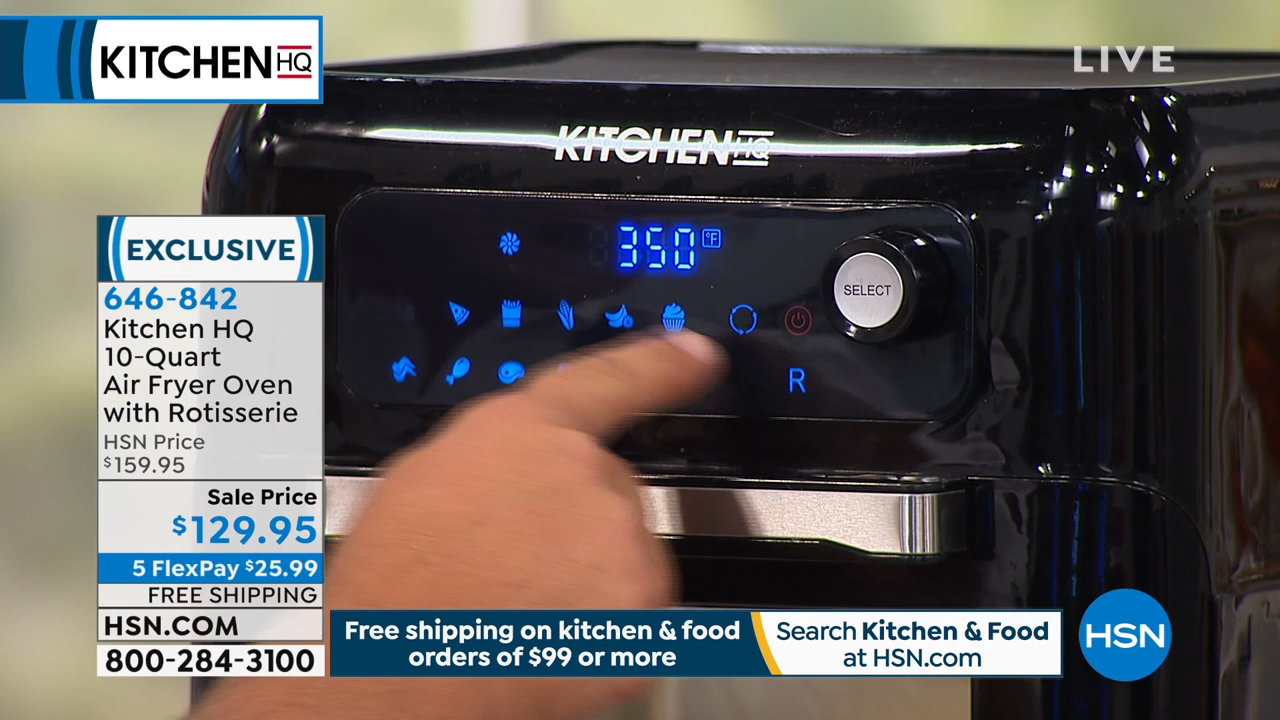 KITCHEN HQ
LIVE
KITCHEN HQ
350 °F
SELECT
R
EXCLUSIVE
646-842
Kitchen HQ
10-Quart
Air Fryer Oven
with Rotisserie
HSN Price
$159.95
Sale Price
$129.95
5 FlexPay $25.99
FREE SHIPPING
HSN.COM
800-284-3100
Free shipping on kitchen & food
orders of $99 or more
Search Kitchen & Food
at HSN.com
HSN